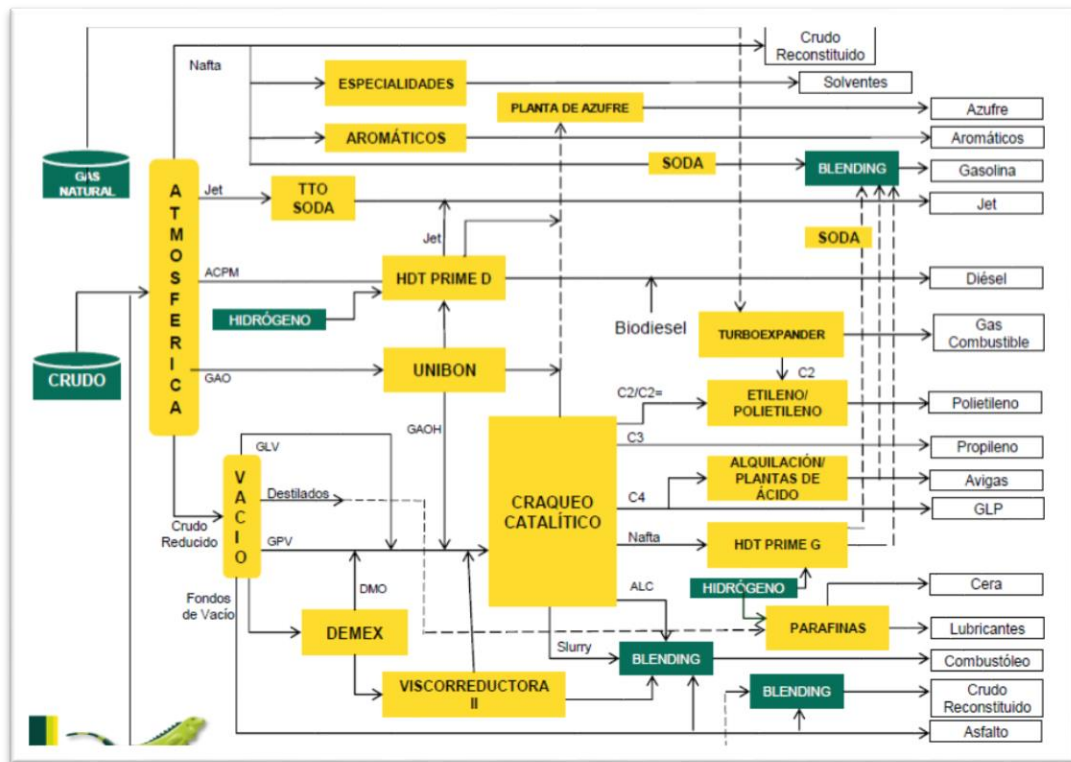 Crudo
Reconstituido
Nafta
ESPECIALIDADES
Solventes
PLANTA DE AZUFRE
Azufre
AROMÁTICOS
Aromáticos
GAS
NATURAL
SODA
BLENDING
Gasolina
ATMOSFERICA
Jet
TTO
SODA
Jet
Jet
SODA
ACPM
HDT PRIME D
Diésel
HIDRÓGENO
Biodiesel
TURBOEXPANDER
Gas
Combustible
CRUDO
GAO
UNIBON
C2
C2/C2=
ETILENO/
POLIETILENO
Polietileno
GAOH
GLV
C3
Propileno
VACIO
Destilados
CRAQUEO
CATALÍTICO
ALQUILACIÓN/
PLANTAS DE
ÁCIDO
Avigas
C4
GLP
Crudo
Reducido
GPV
Nafta
HDT PRIME G
Fondos
de Vacío
DMO
ALC
HIDRÓGENO
Cera
DEMEX
PARAFINAS
Lubricantes
Slurry
BLENDING
Combustóleo
VISCORREDUCTORA
II
BLENDING
Crudo
Reconstituido
Asfalto